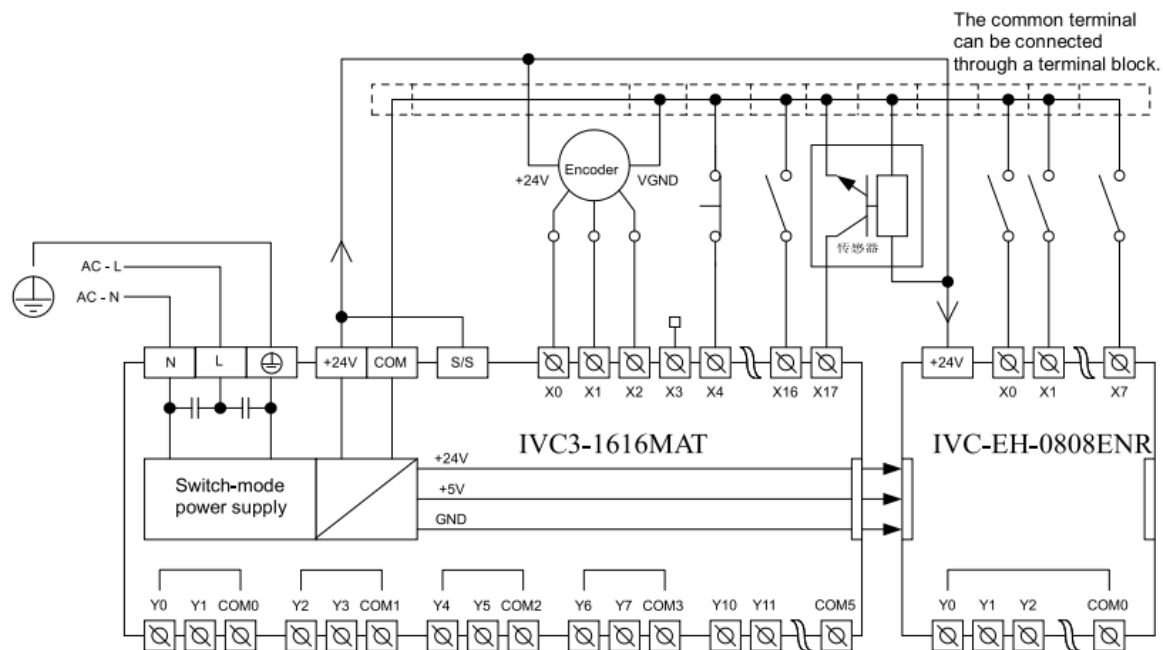 The common terminal
can be connected
through a terminal block.
+24V
Encoder
VGND
传感器
AC - L
AC - N
N
L
+24V
COM
S/S
+24V
X0
X1
X2
X3
X4
X16
X17
X0
X1
X7
IVC3-1616MAT
IVC-EH-0808ENR
Switch-mode
power supply
+24V
+5V
GND
Y0
Y1
COM0
Y2
Y3
COM1
Y4
Y5
COM2
Y6
Y7
COM3
Y10
Y11
COM5
Y0
Y1
Y2
COM0